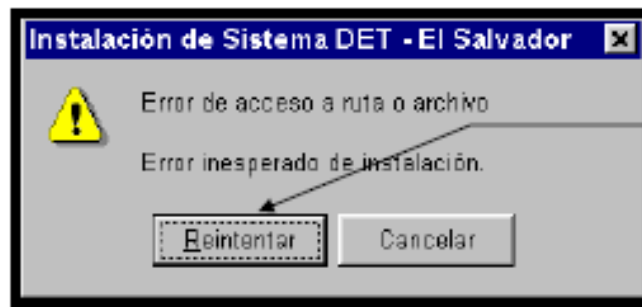 Instalación de Sistema DET - El Salvador
Error de acceso a ruta o archivo
Error inesperado de instalación.
Reintentar Cancelar